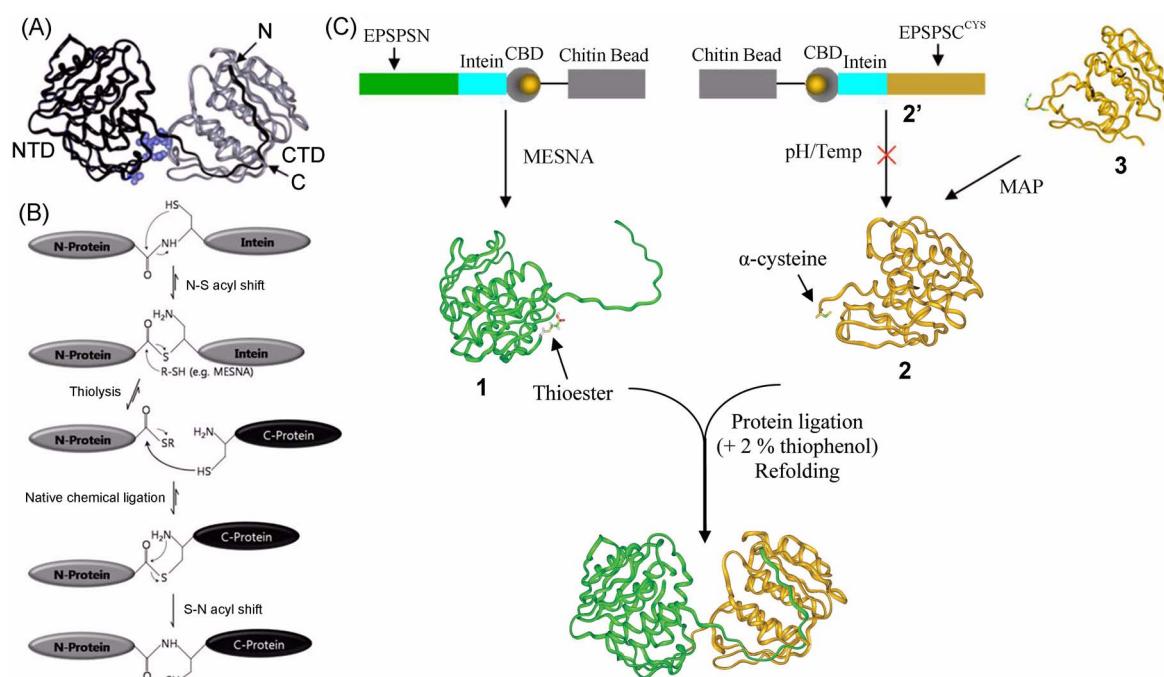 (A)
N
NTD
CTD
C
(B)
HS
N-Protein
NH
Intein
O
N-S acyl shift
H₂N
O
N-Protein
S
Intein
R-SH (e.g. MESNA)
Thiolysis
O
N-Protein
SR
H₂N
C-Protein
HS
Native chemical ligation
O
H₂N
C-Protein
N-Protein
S
S-N acyl shift
N-Protein
NH
C-Protein
O
(C)
EPSPSN
Intein
CBD
Chitin Bead
MESNA
Chitin Bead
CBD
Intein
EPSPSC^CYS
2’
pH/Temp
3
MAP
α-cysteine
1
Thioester
2
Protein ligation
(+ 2 % thiophenol)
Refolding